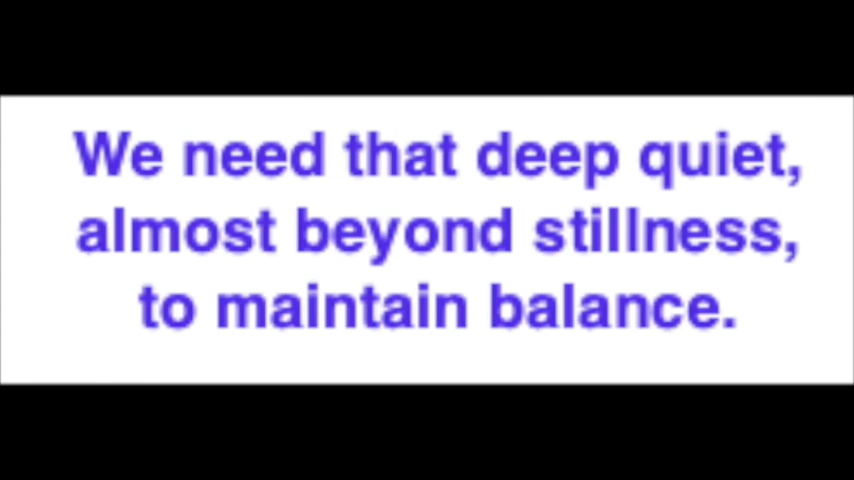 We need that deep quiet,
almost beyond stillness,
to maintain balance.